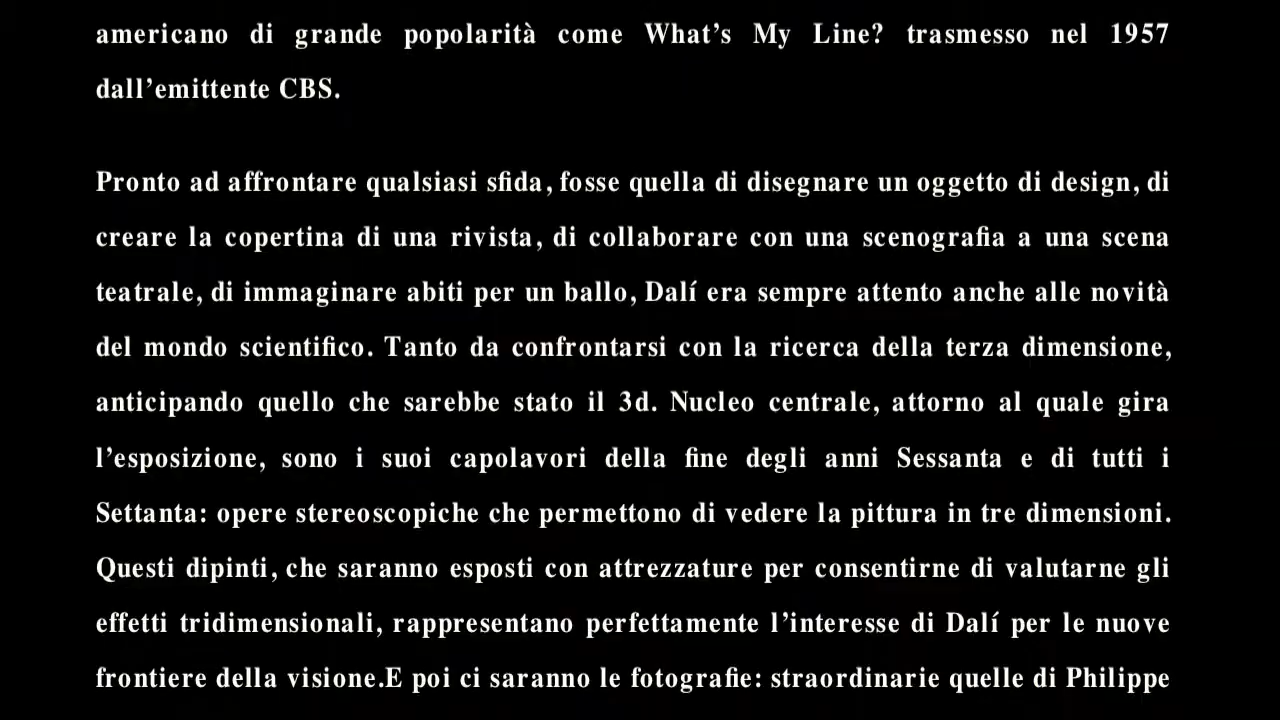 americano di grande popolarità come What’s My Line? trasmesso nel 1957
dall’emittente CBS.
Pronto ad affrontare qualsiasi sfida, fosse quella di disegnare un oggetto di design, di
creare la copertina di una rivista, di collaborare con una scenografia a una scena
teatrale, di immaginare abiti per un ballo, Dalí era sempre attento anche alle novità
del mondo scientifico. Tanto da confrontarsi con la ricerca della terza dimensione,
anticipando quello che sarebbe stato il 3d. Nucleo centrale, attorno al quale gira
l’esposizione, sono i suoi capolavori della fine degli anni Sessanta e di tutti i
Settanta: opere stereoscopiche che permettono di vedere la pittura in tre dimensioni.
Questi dipinti, che saranno esposti con attrezzature per consentirne di valutarne gli
effetti tridimensionali, rappresentano perfettamente l’interesse di Dalí per le nuove
frontiere della visione.E poi ci saranno le fotografie: straordinarie quelle di Philippe